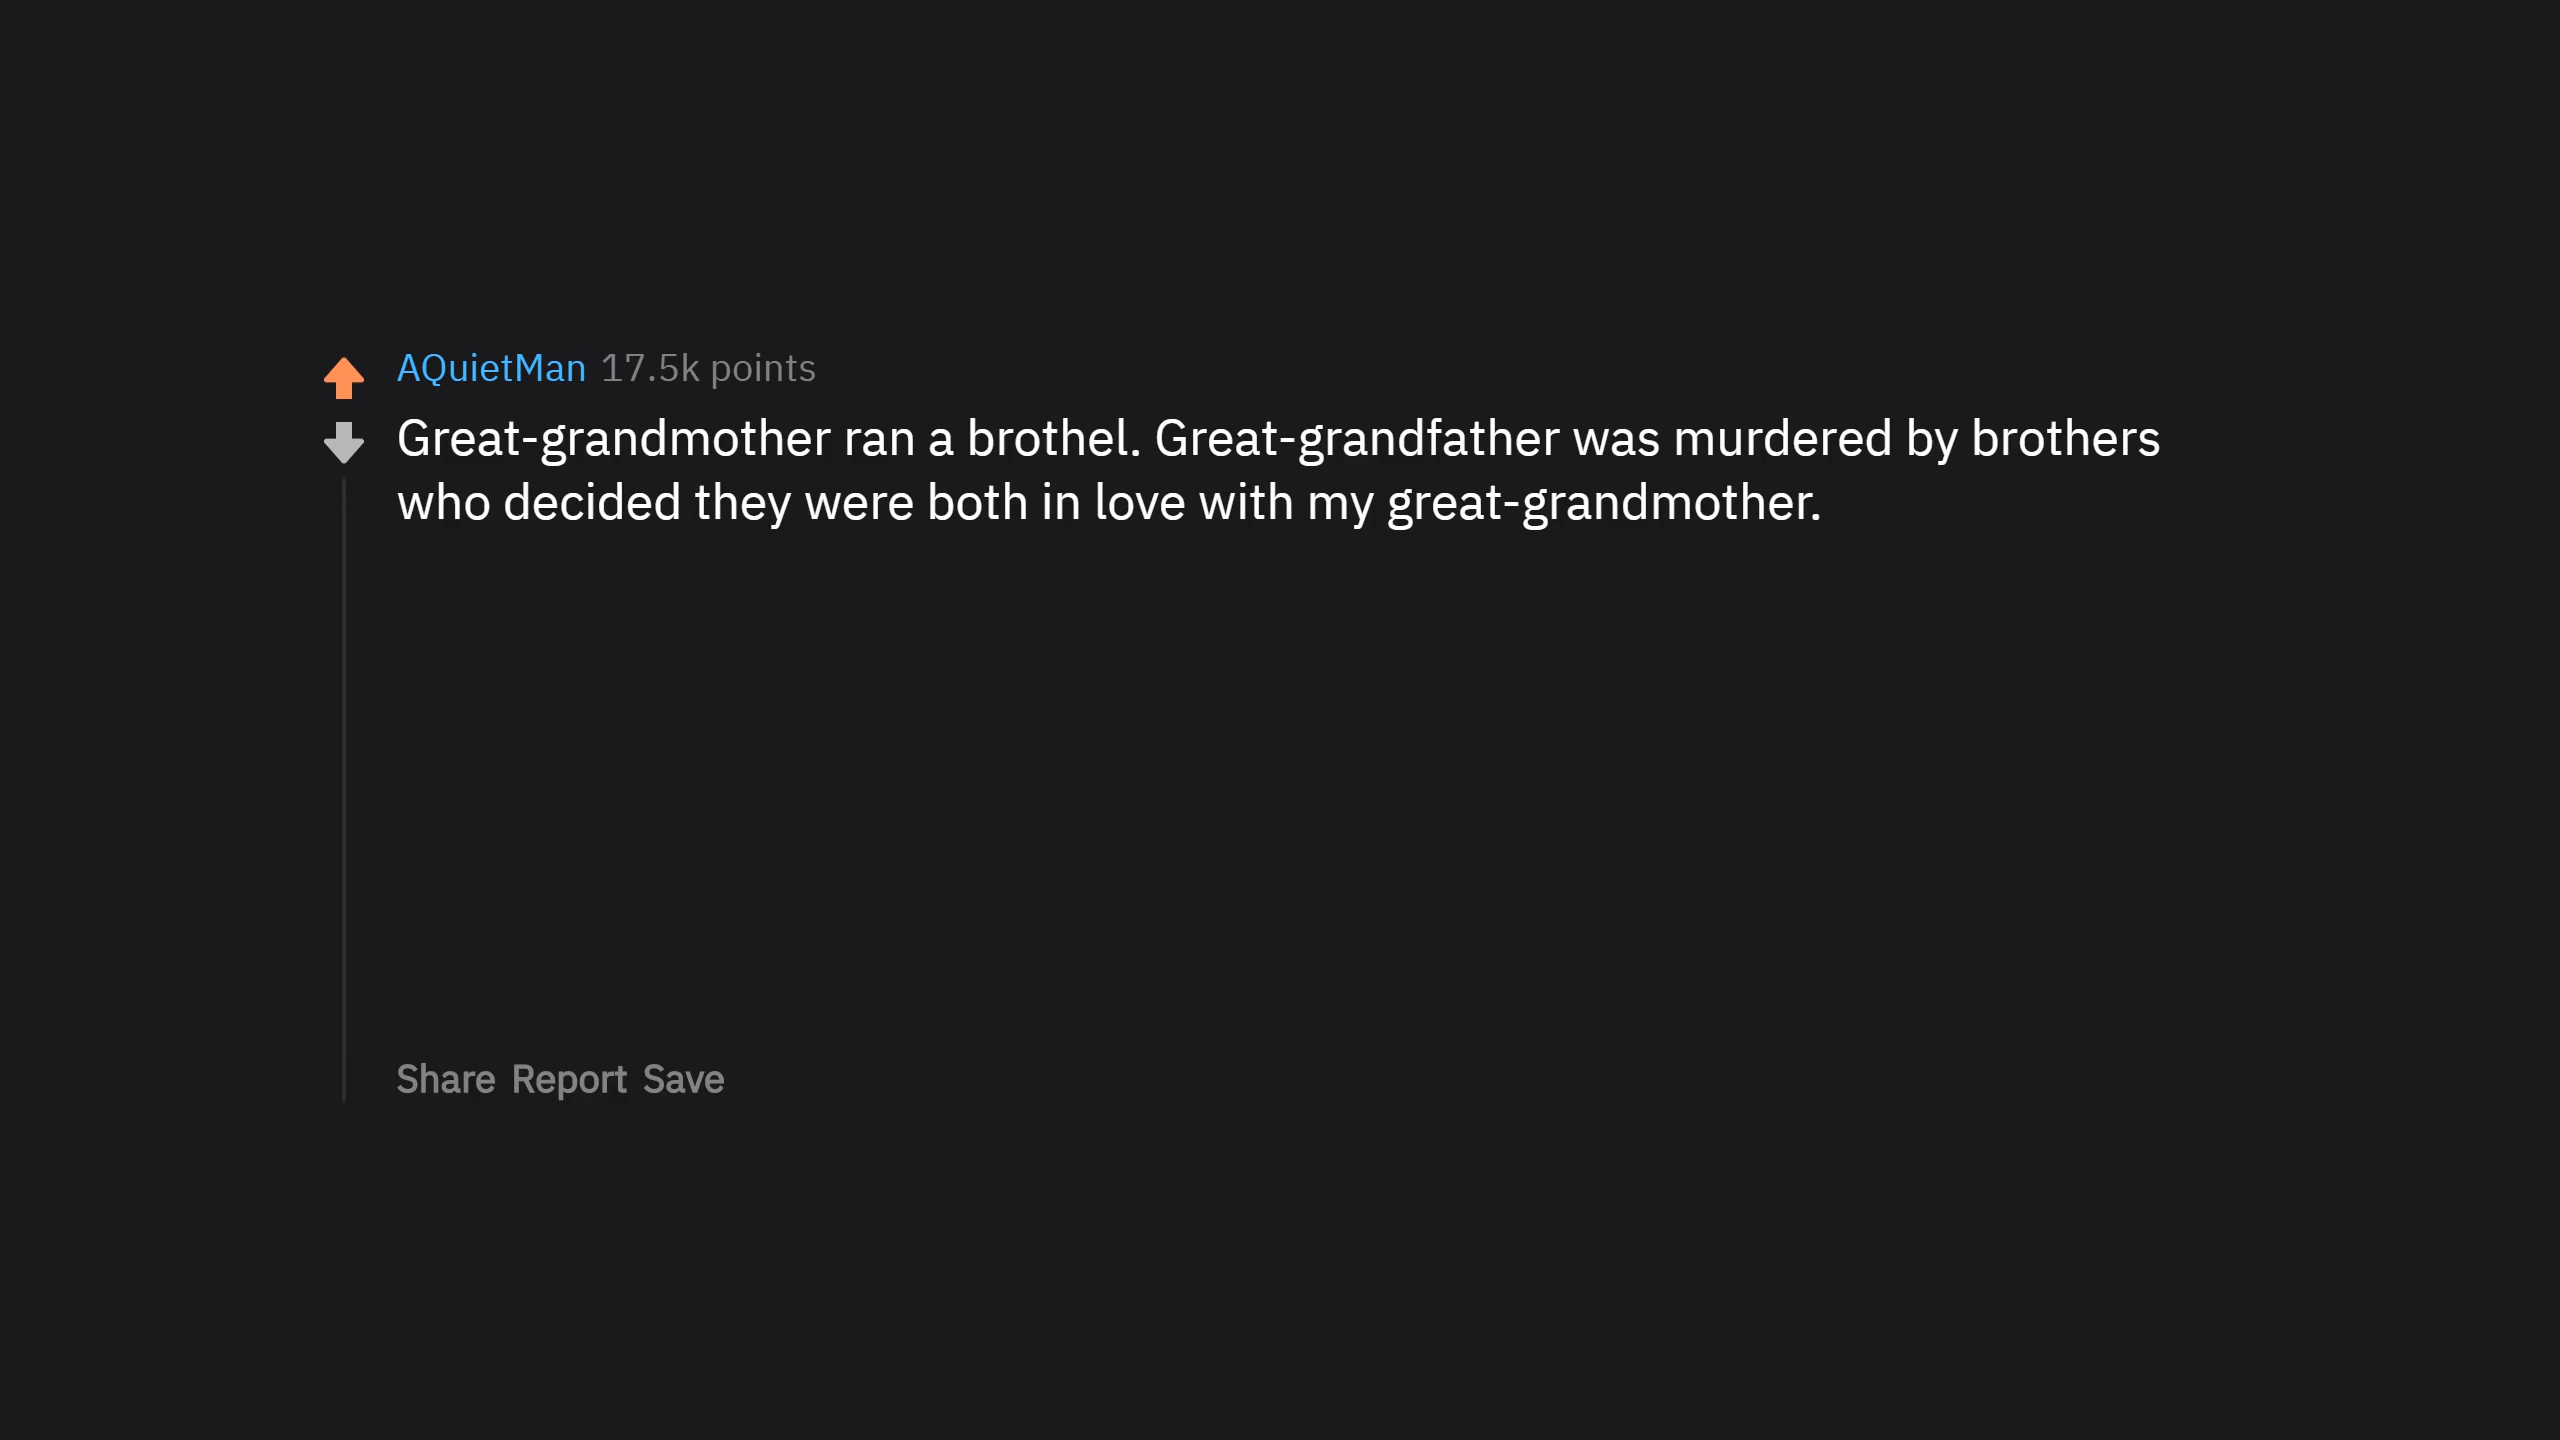 AQuietMan 17.5k points
Great-grandmother ran a brothel. Great-grandfather was murdered by brothers
who decided they were both in love with my great-grandmother.
Share Report Save